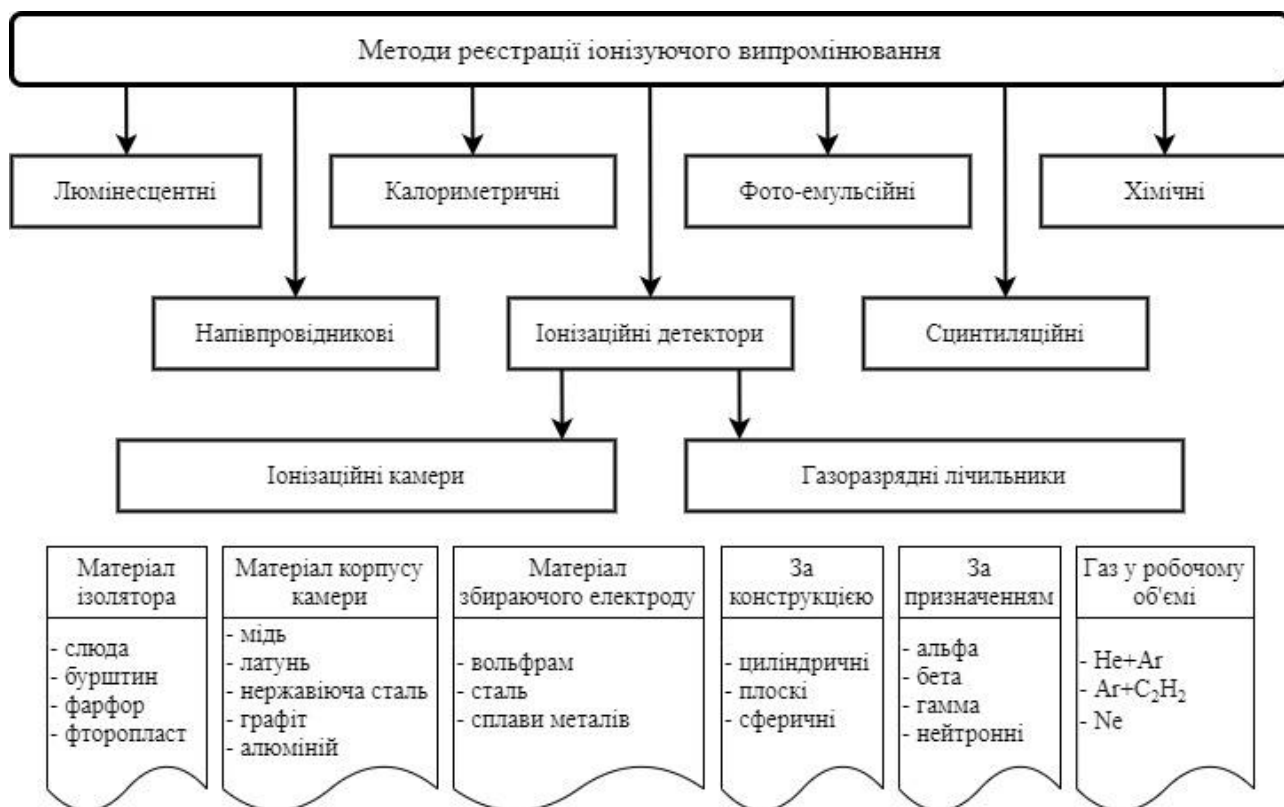 Методи реєстрації іонізуючого випромінювання
Люмінесцентні
Калориметричні
Фото-емульсійні
Хімічні
Напівпровідникові
Іонізаційні детектори
Сцинтиляційні
Іонізаційні камери
Газоразрядні лічильники
Матеріал
ізолятора
- слюда
- бурштин
- фарфор
- фторопласт
Матеріал корпусу
камери
- мідь
- латунь
- нержавіюча сталь
- графіт
- алюміній
Матеріал
збираючого електроду
- вольфрам
- сталь
- сплави металів
За
конструкцією
- циліндричні
- плоскі
- сферичні
За
призначенням
- альфа
- бета
- гамма
- нейтронні
Газ у робочому
об'ємі
- He+Ar
- Ar+C₂H₂
- Ne